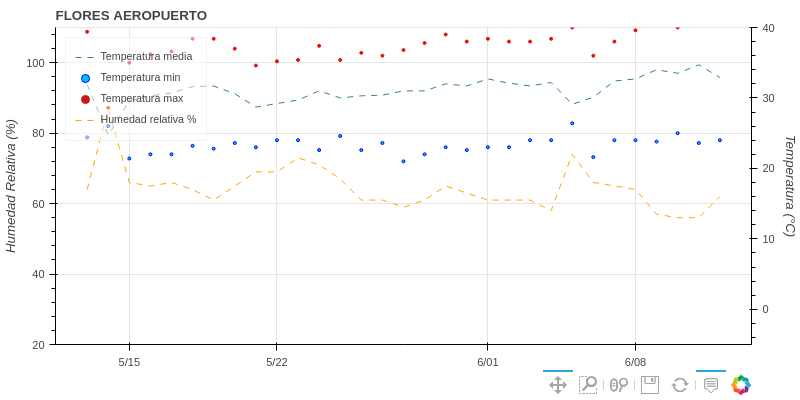 FLORES AEROPUERTO
Temperatura media
Temperatura min
Temperatura max
Humedad relativa %
Humedad Relativa (%)
100
80
60
40
20
Temperatura (°C)
40
30
20
10
0
5/15
5/22
6/01
6/08